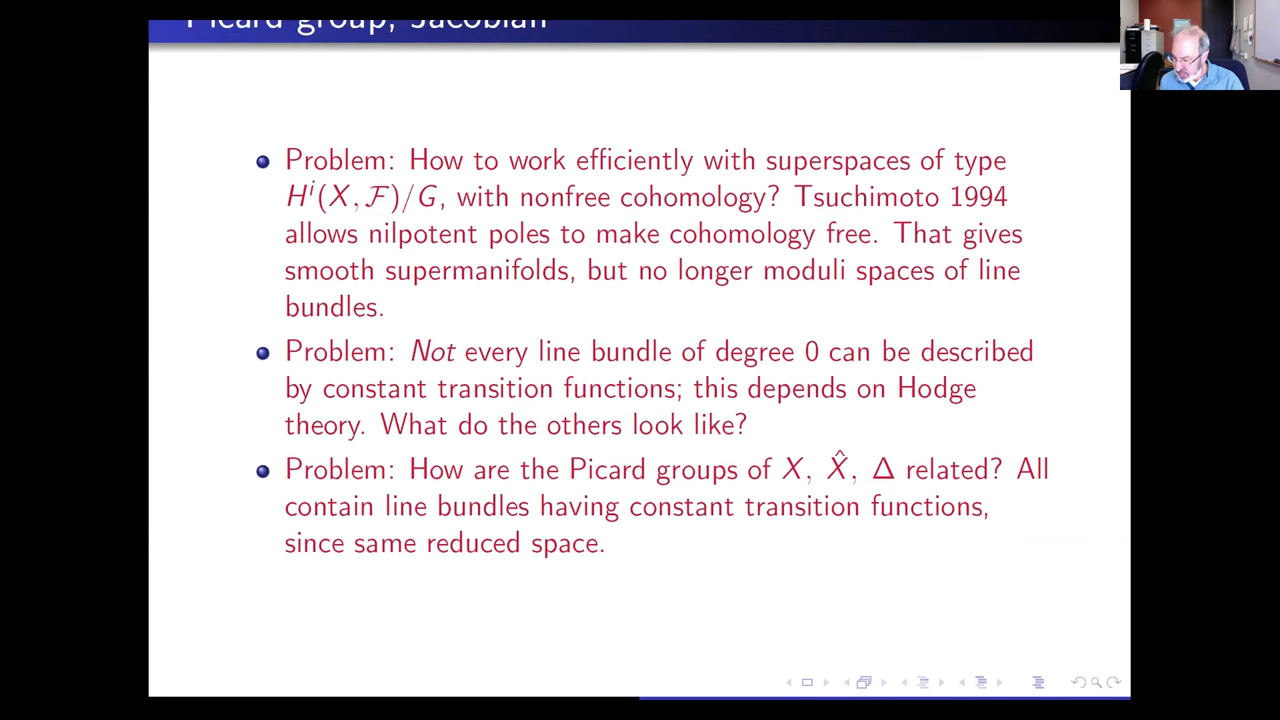 Picard group, Jacobian
Problem: How to work efficiently with superspaces of type
Hⁱ(X, ℱ)/G, with nonfree cohomology? Tsuchimoto 1994
allows nilpotent poles to make cohomology free. That gives
smooth supermanifolds, but no longer moduli spaces of line
bundles.
Problem: Not every line bundle of degree 0 can be described
by constant transition functions; this depends on Hodge
theory. What do the others look like?
Problem: How are the Picard groups of X, X̂, Δ related? All
contain line bundles having constant transition functions,
since same reduced space.